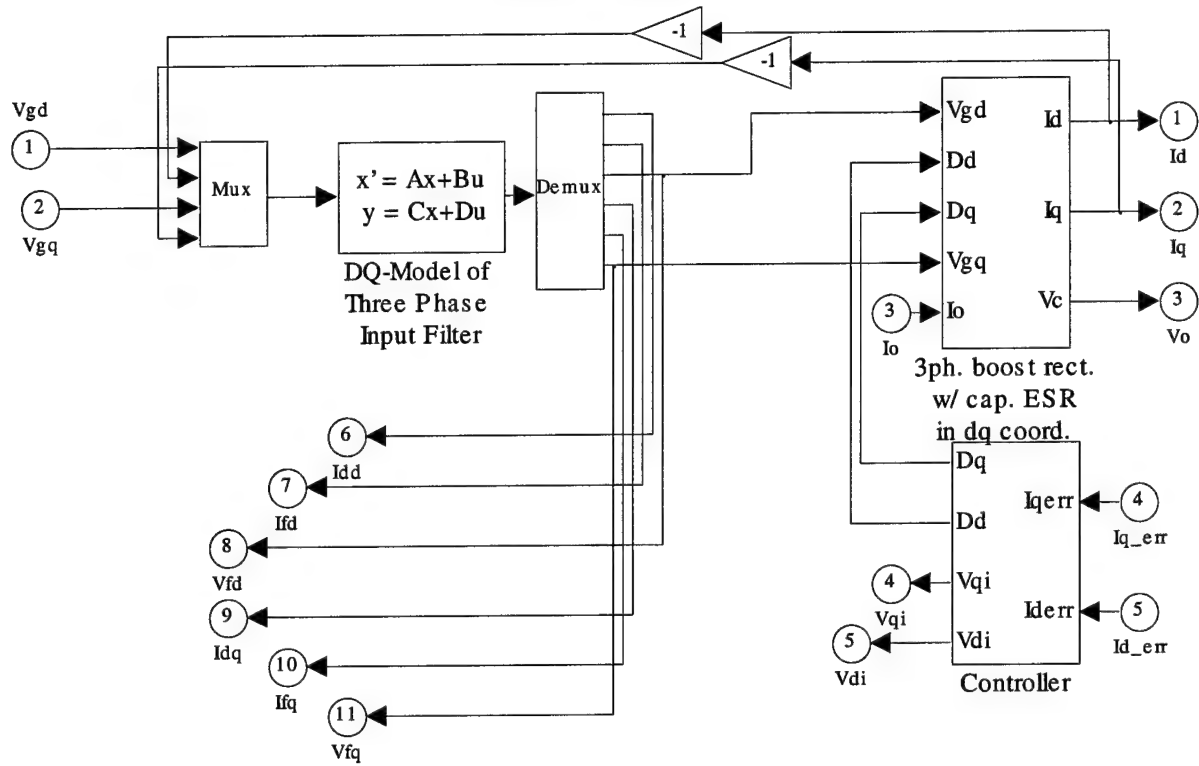 -1
-1
Vgd
1
2
Vgq
Mux
x' = Ax+Bu
y = Cx+Du
DQ-Model of
Three Phase
Input Filter
Demux
Vgd
Dd
Dq
Vgq
Io
Id
Iq
Vc
3
Io
1
Id
2
Iq
3
Vo
3ph. boost rect.
w/ cap. ESR
in dq coord.
6
Idd
7
Ifd
8
Vfd
9
Idq
10
Ifq
11
Vfq
Dq
Dd
Vqi
Vdi
Iqerr
Iderr
4
Iq_err
5
Id_err
4
Vqi
5
Vdi
Controller